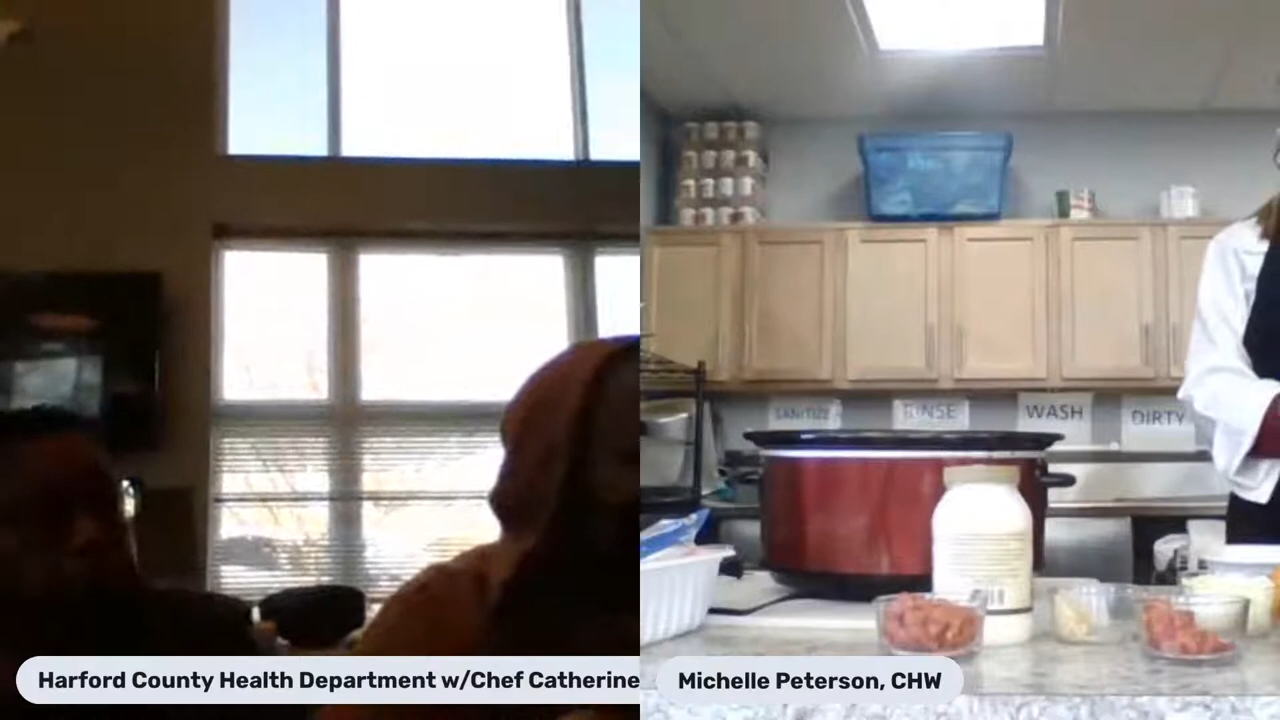 SANITIZE
RINSE
WASH
DIRTY
Harford County Health Department w/Chef Catherine
Michelle Peterson, CHW